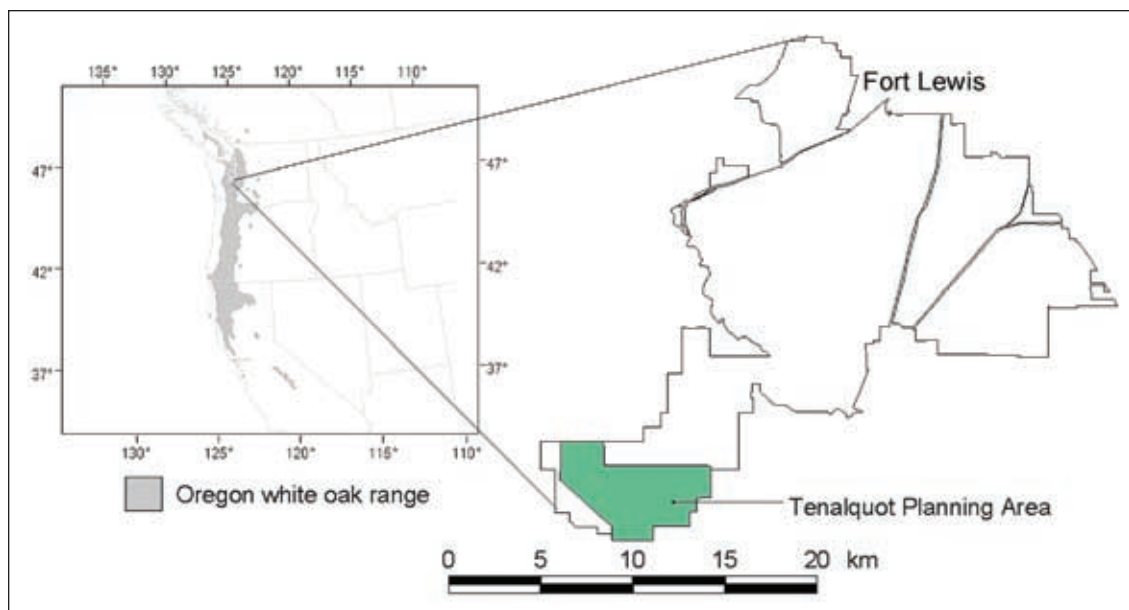 135° 130° 125° 120° 110°
Fort Lewis
47° 47°
42° 42°
37° 37°
130° 125° 120° 115° 110°
Oregon white oak range
Tenalquot Planning Area
0 5 10 15 20 km